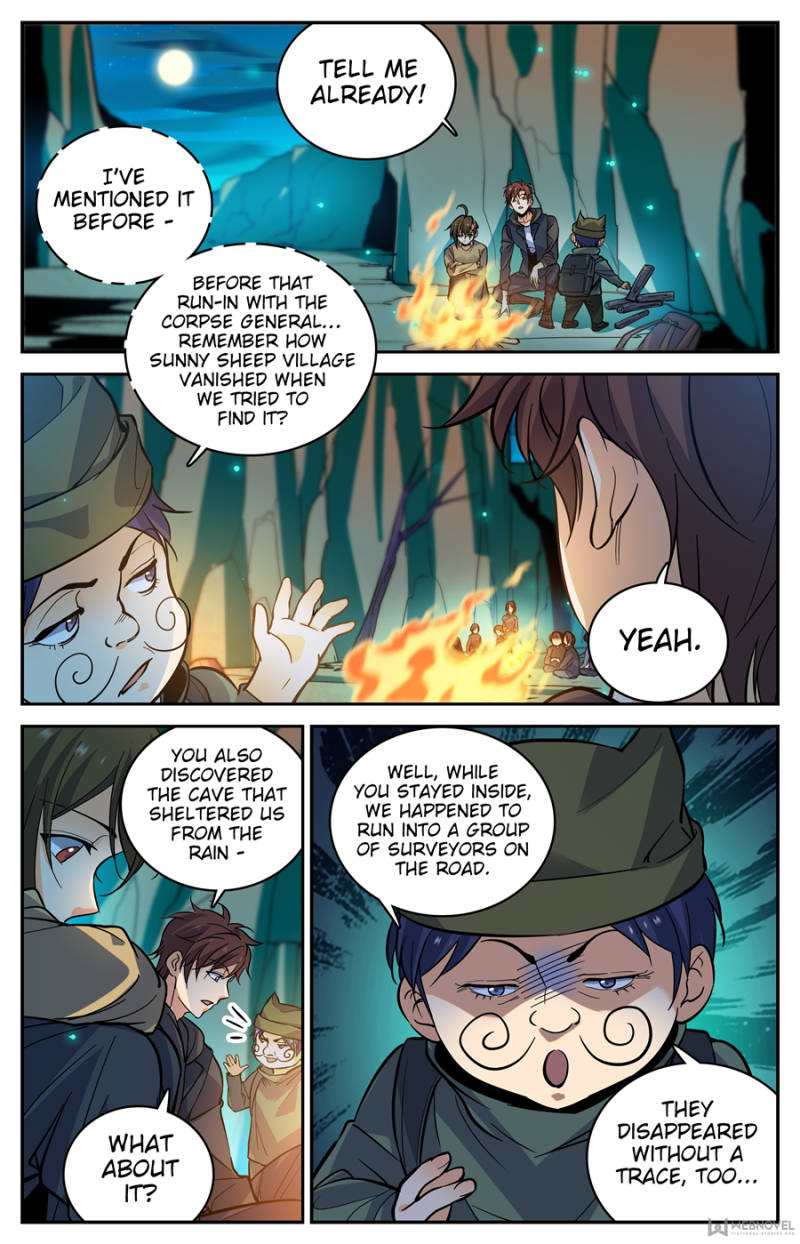 TELL ME
ALREADY!
I'VE
MENTIONED IT
BEFORE -
BEFORE THAT
RUN-IN WITH THE
CORPSE GENERAL...
REMEMBER HOW
SUNNY SHEEP VILLAGE
VANISHED WHEN
WE TRIED TO
FIND IT?
YEAH.
YOU ALSO
DISCOVERED
THE CAVE THAT
SHELTERED US
FROM THE
RAIN -
WHAT
ABOUT
IT?
WELL, WHILE
YOU STAYED INSIDE,
WE HAPPENED TO
RUN INTO A GROUP
OF SURVEYORS ON
THE ROAD.
THEY
DISAPPEARED
WITHOUT A
TRACE, TOO...
WEBNOVEL
FICTIONAL STORIES HUB